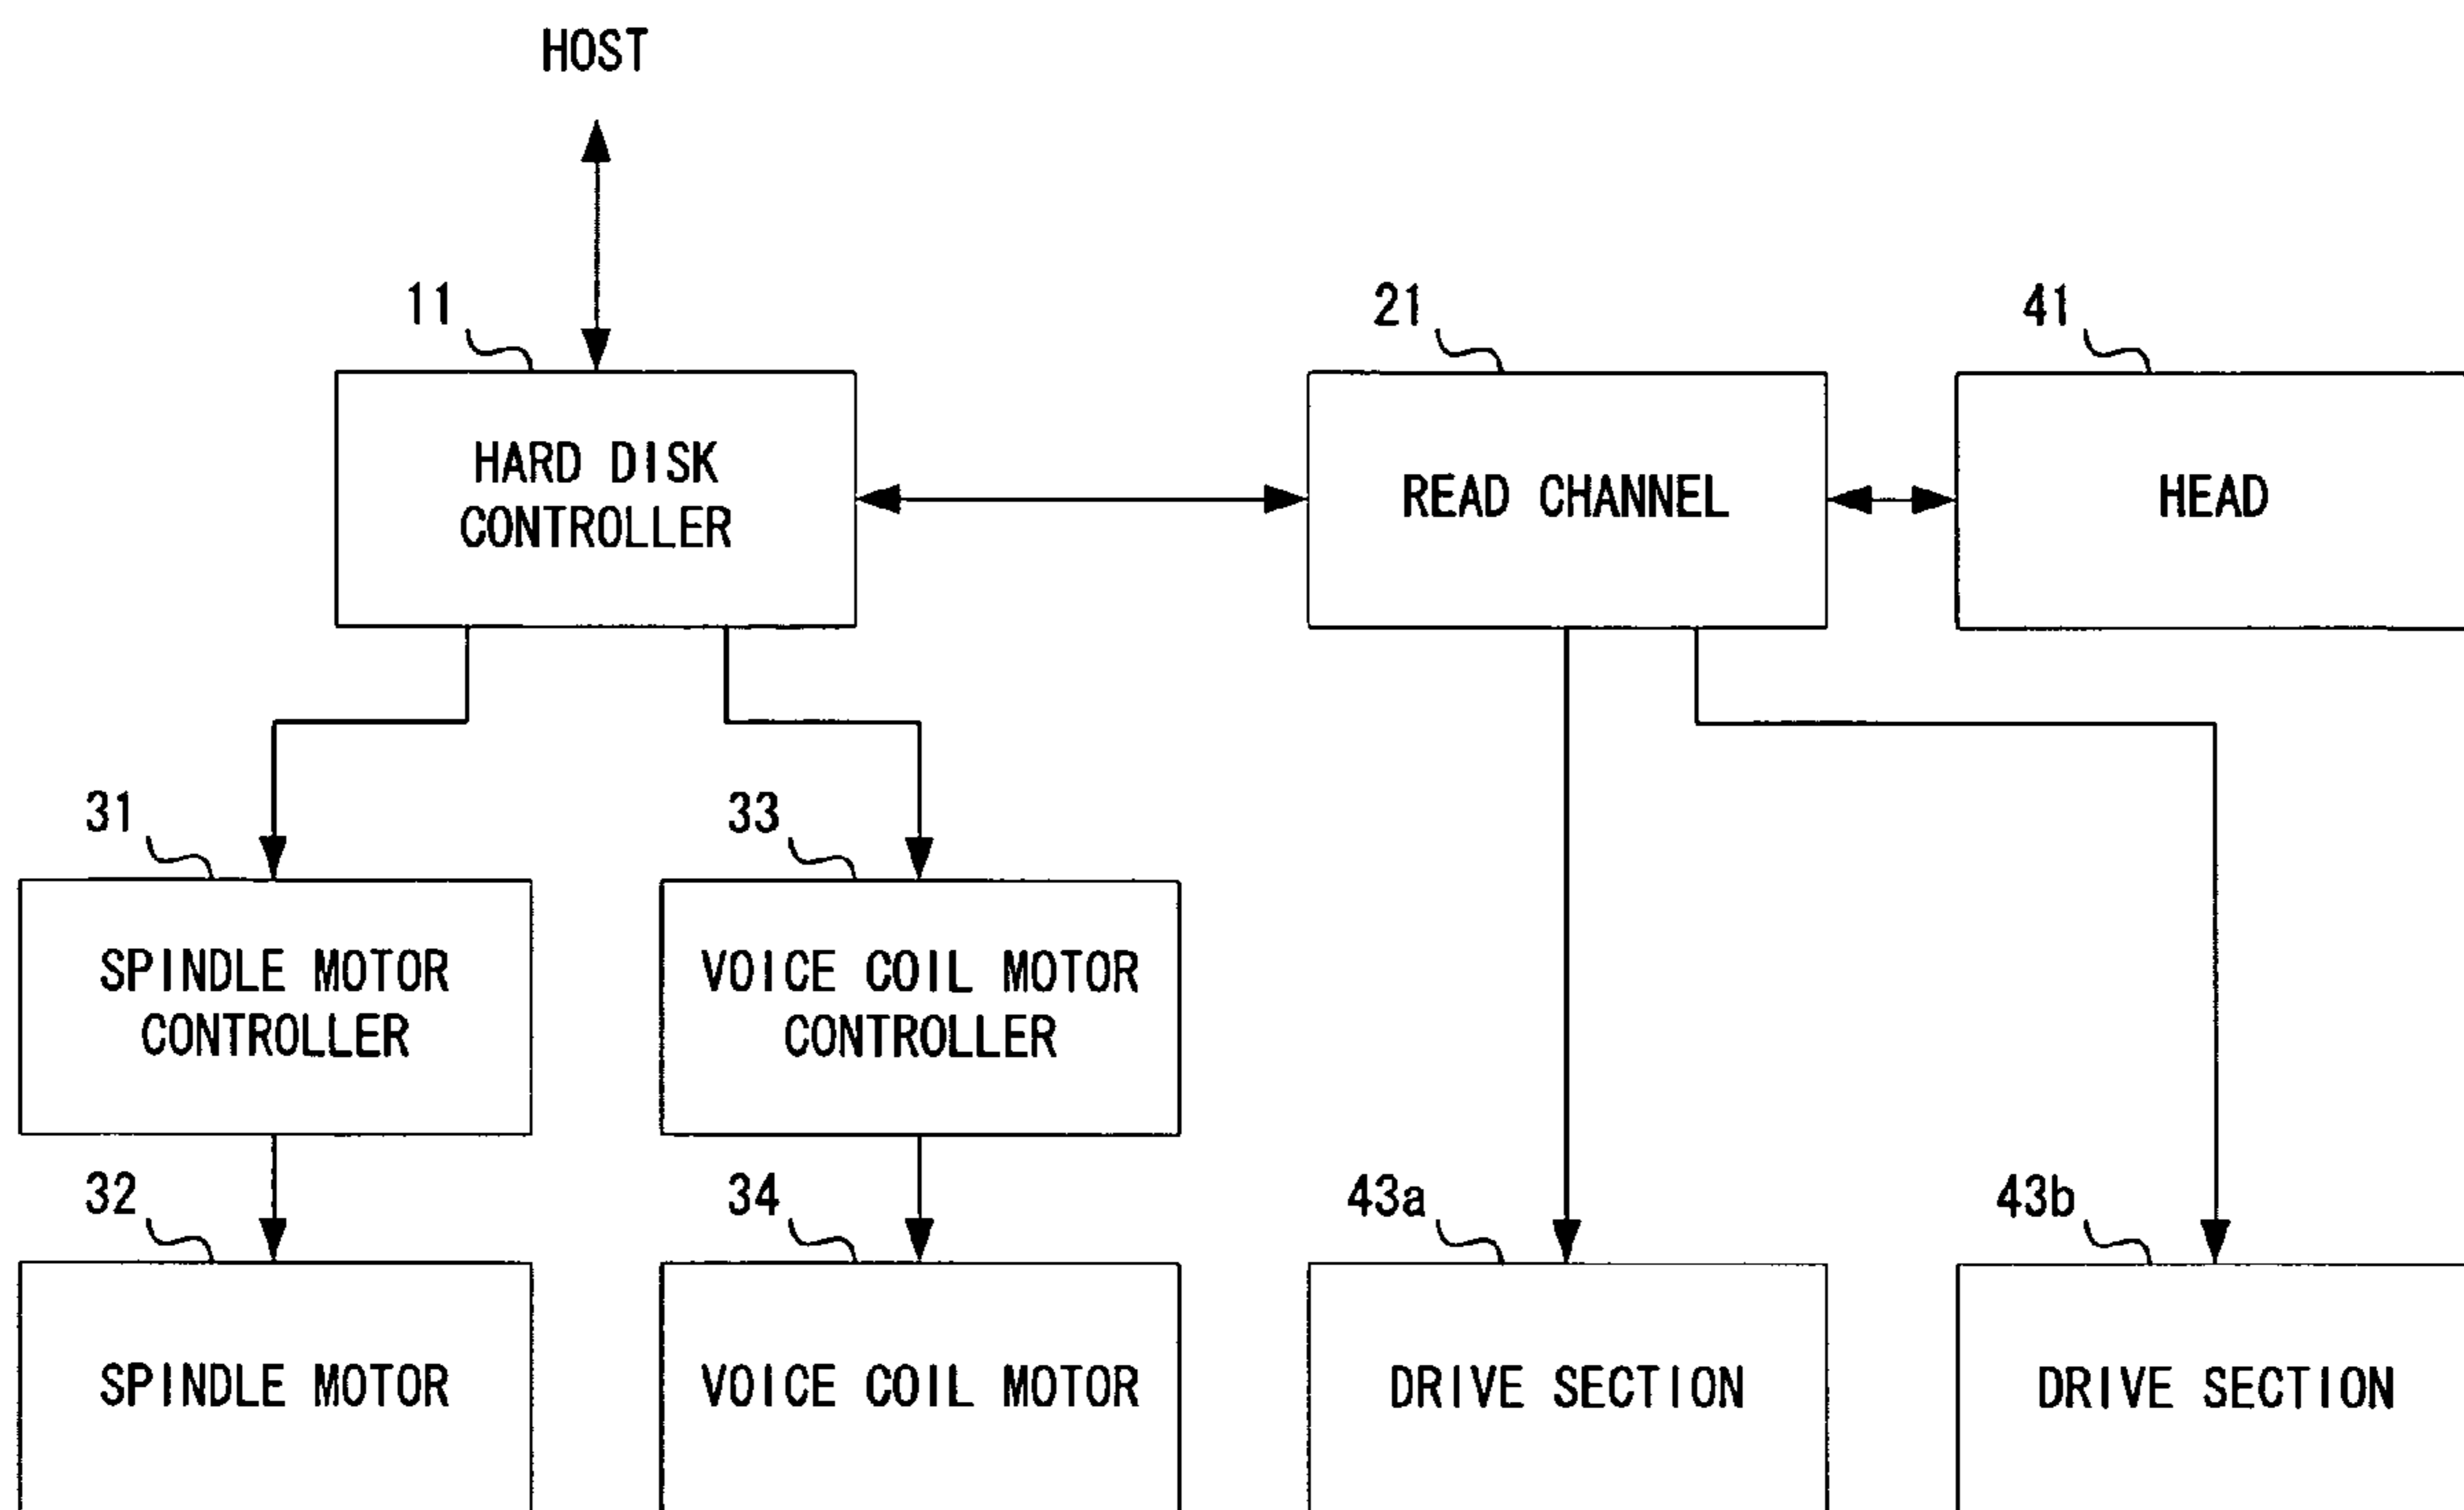 HOST
11
21
41
HARD DISK
CONTROLLER
READ CHANNEL
HEAD
31
33
SPINDLE MOTOR
CONTROLLER
VOICE COIL MOTOR
CONTROLLER
32
34
43a
43b
SPINDLE MOTOR
VOICE COIL MOTOR
DRIVE SECTION
DRIVE SECTION